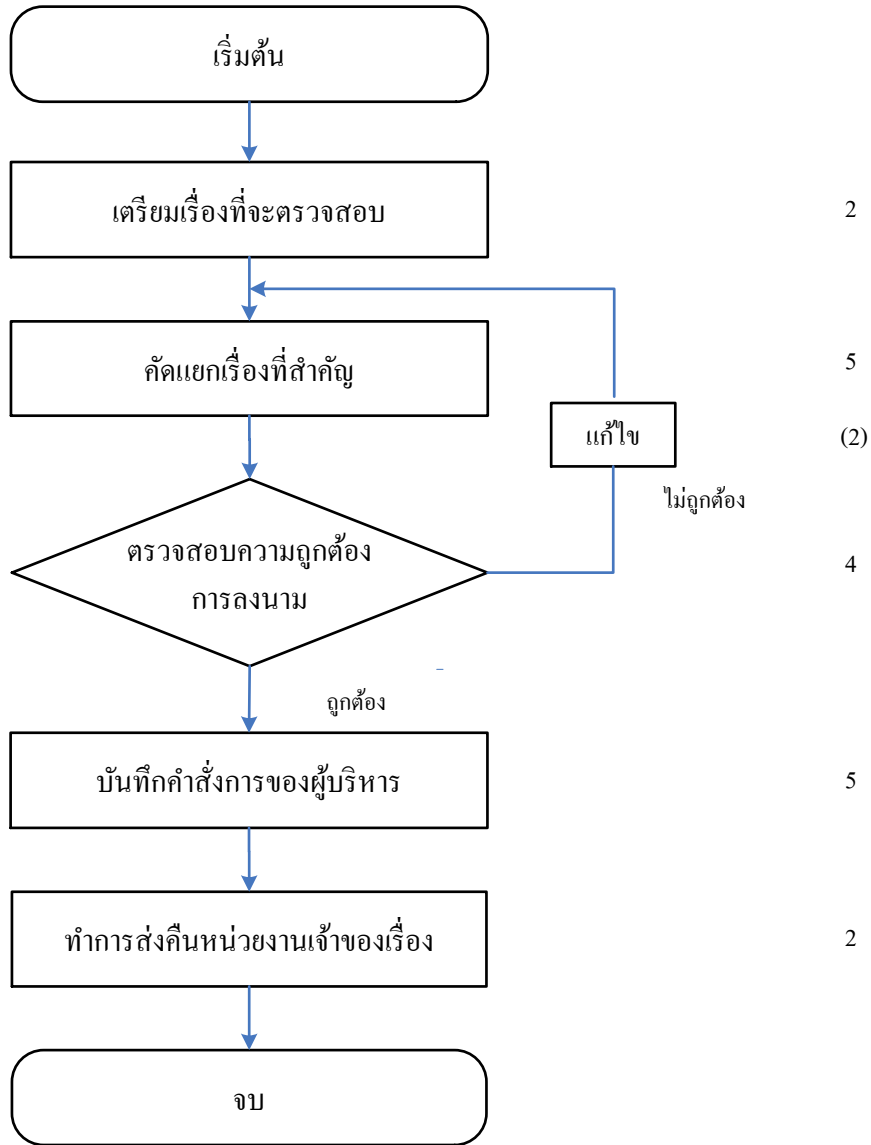 เริ่มต้น
เตรียมเรื่องที่จะตรวจสอบ
2
คัดแยกเรื่องที่สำคัญ
5
แก้ไข
(2)
ไม่ถูกต้อง
ตรวจสอบความถูกต้อง
การลงนาม
4
ถูกต้อง
บันทึกคำสั่งการของผู้บริหาร
5
ทำการส่งคืนหน่วยงานเจ้าของเรื่อง
2
จบ